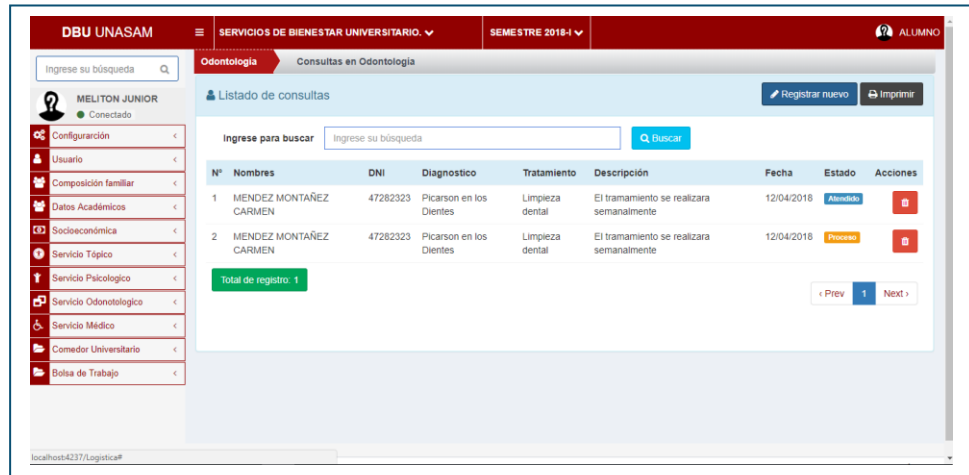 DBU UNASAM
SERVICIOS DE BIENESTAR UNIVERSITARIO.
SEMESTRE 2018-I
ALUMNO
Ingrese su búsqueda
MELITON JUNIOR
Conectado
Configurarción
Usuario
Composición familiar
Datos Académicos
Socioeconómica
Servicio Tópico
Servicio Psicologico
Servicio Odonotologico
Servicio Médico
Comedor Universitario
Bolsa de Trabajo
Odontología
Consultas en Odontología
Listado de consultas
Registrar nuevo
Imprimir
Ingrese para buscar
Ingrese su búsqueda
Buscar
Nº Nombres DNI Diagnostico Tratamiento Descripción Fecha Estado Acciones
1 MENDEZ MONTAÑEZ 47282323 Picarson en los Limpieza El tramamiento se realizara 12/04/2018 Atendido
CARMEN Dientes dental semanalmente
2 MENDEZ MONTAÑEZ 47282323 Picarson en los Limpieza El tramamiento se realizara 12/04/2018 Proceso
CARMEN Dientes dental semanalmente
Total de registro: 1
‹ Prev 1 Next ›
localhost:4237/Logistica#